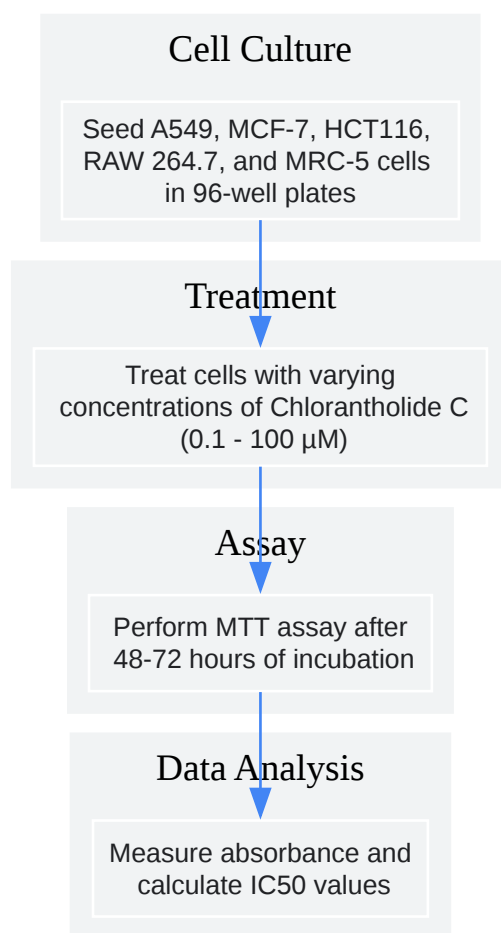 Cell Culture
Seed A549, MCF-7, HCT116,
RAW 264.7, and MRC-5 cells
in 96-well plates
Treatment
Treat cells with varying
concentrations of Chlorantholide C
(0.1 - 100 µM)
Assay
Perform MTT assay after
48-72 hours of incubation
Data Analysis
Measure absorbance and
calculate IC50 values